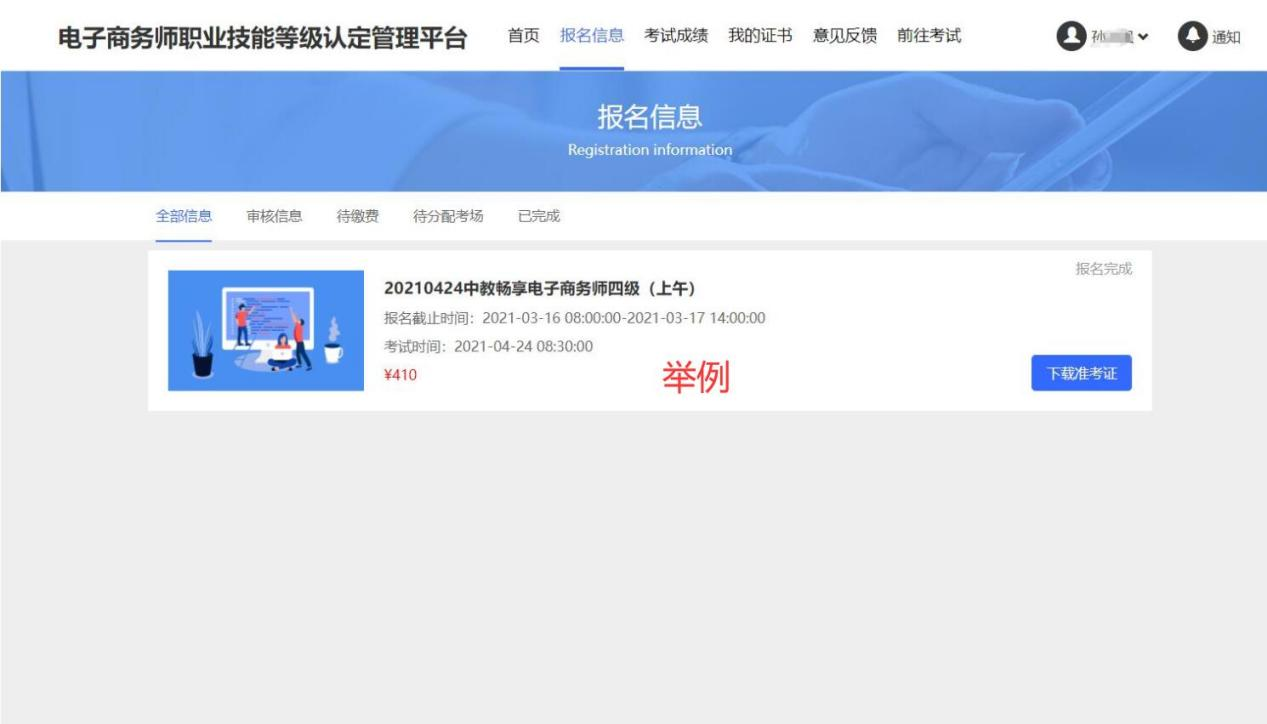 电子商务师职业技能等级认定管理平台 首页 报名信息 考试成绩 我的证书 意见反馈 前往考试 孙 通知
报名信息
Registration information
全部信息 审核信息 待缴费 待分配考场 已完成
报名完成
20210424中教畅享电子商务师四级（上午）
报名截止时间：2021-03-16 08:00:00-2021-03-17 14:00:00
考试时间：2021-04-24 08:30:00
¥410
举例
下载准考证